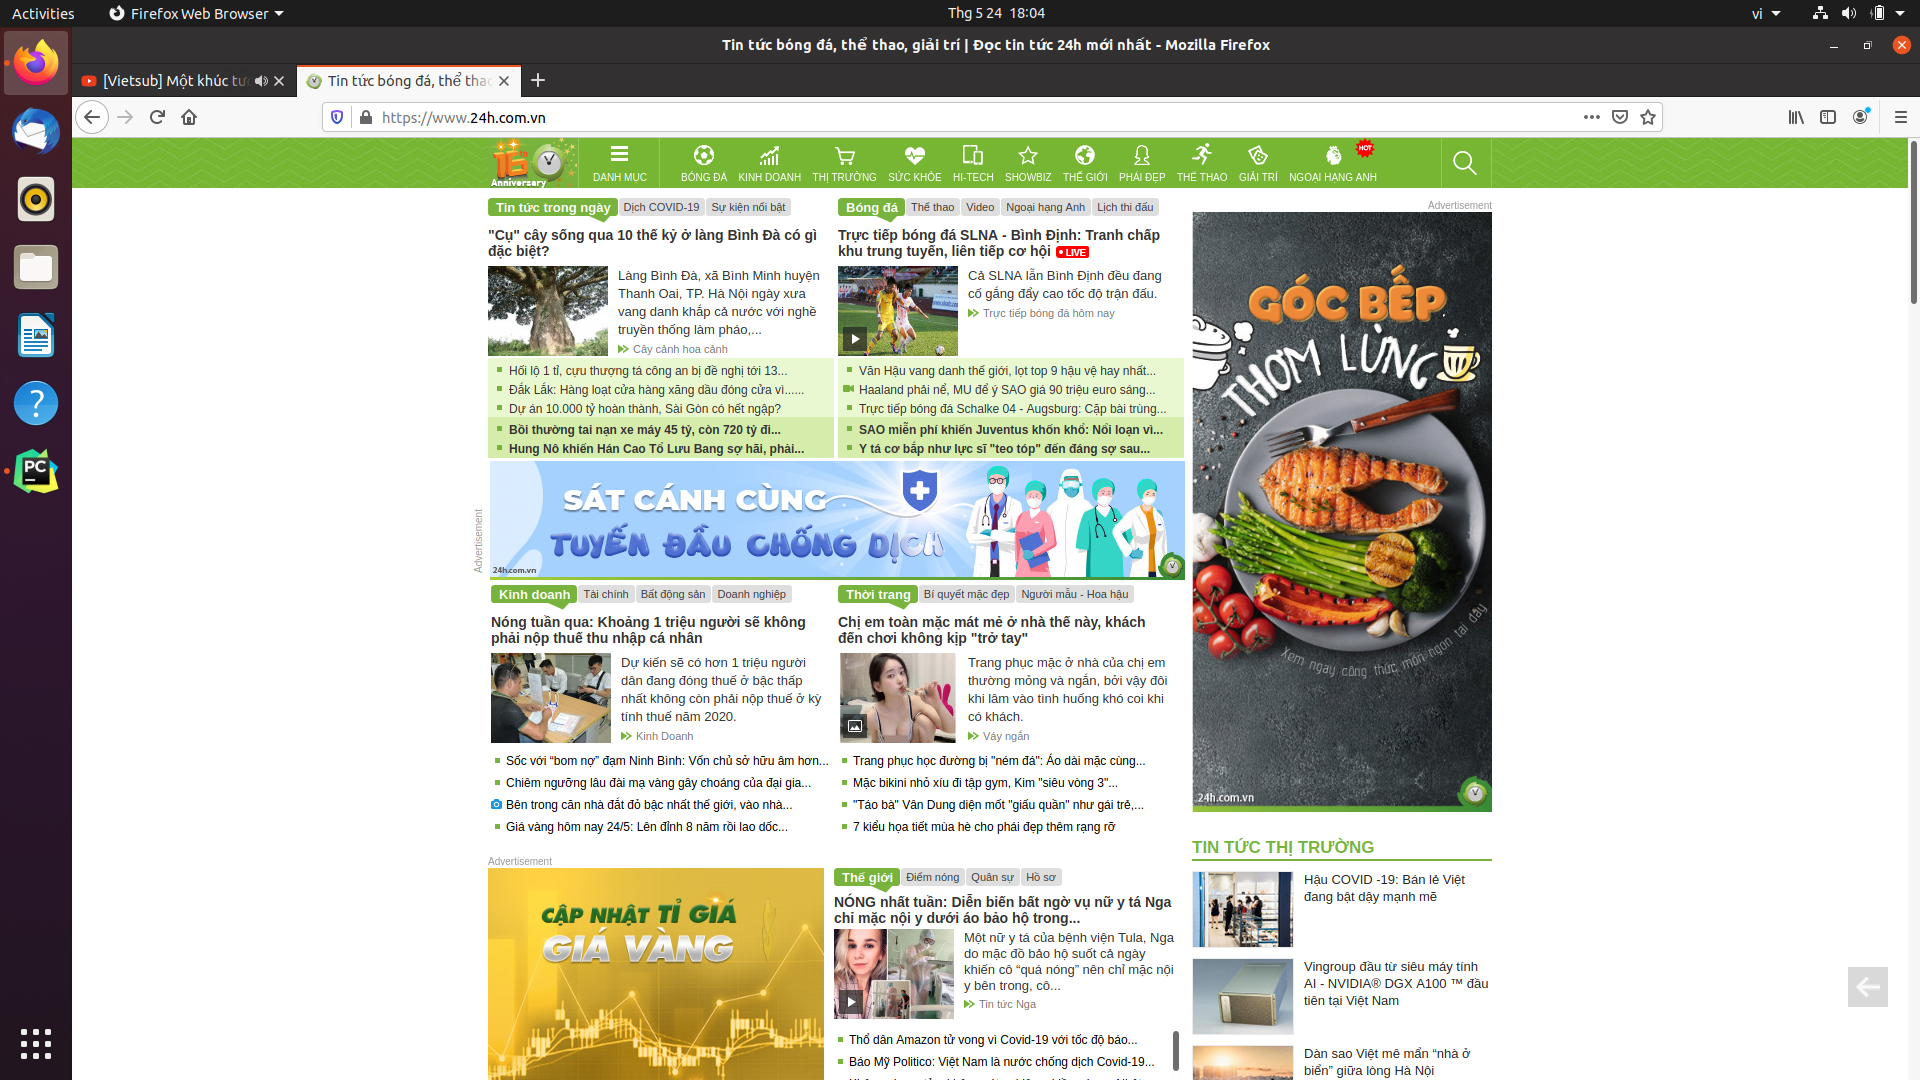 Activities
Firefox Web Browser
Thg 5 24 18:04
vi
Tin tức bóng đá, thể thao, giải trí | Đọc tin tức 24h mới nhất - Mozilla Firefox
[Vietsub] Một khúc tư
Tin tức bóng đá, thể thao
https://www.24h.com.vn
16
Anniversary
DANH MỤC
BÓNG ĐÁ
KINH DOANH
THỊ TRƯỜNG
SỨC KHỎE
HI-TECH
SHOWBIZ
THẾ GIỚI
PHÁI ĐẸP
THỂ THAO
GIẢI TRÍ
NGOẠI HẠNG ANH
HOT
Tin tức trong ngày
Dịch COVID-19
Sự kiện nổi bật
"Cụ" cây sống qua 10 thế kỷ ở làng Bình Đà có gì
đặc biệt?
Làng Bình Đà, xã Bình Minh huyện
Thanh Oai, TP. Hà Nội ngày xưa
vang danh khắp cả nước với nghề
truyền thống làm pháo,...
Cây cảnh hoa cảnh
Hối lộ 1 tỉ, cựu thượng tá công an bị đề nghị tới 13...
Đắk Lắk: Hàng loạt cửa hàng xăng dầu đóng cửa vì......
Dự án 10.000 tỷ hoàn thành, Sài Gòn có hết ngập?
Bồi thường tai nạn xe máy 45 tỷ, còn 720 tỷ đi...
Hung Nô khiến Hán Cao Tổ Lưu Bang sợ hãi, phải...
Bóng đá
Thể thao
Video
Ngoại hạng Anh
Lịch thi đấu
Trực tiếp bóng đá SLNA - Bình Định: Tranh chấp
khu trung tuyến, liên tiếp cơ hội LIVE
Cả SLNA lẫn Bình Định đều đang
cố gắng đẩy cao tốc độ trận đấu.
Trực tiếp bóng đá hôm nay
Văn Hậu vang danh thế giới, lọt top 9 hậu vệ hay nhất...
Haaland phải nể, MU để ý SAO giá 90 triệu euro sáng...
Trực tiếp bóng đá Schalke 04 - Augsburg: Cặp bài trùng...
SAO miễn phí khiến Juventus khốn khổ: Nổi loạn vì...
Y tá cơ bắp như lực sĩ "teo tóp" đến đáng sợ sau...
Advertisement
GÓC BẾP
THƠM LỪNG
Xem ngay công thức món ngon tại đây
24h.com.vn
Advertisement
SÁT CÁNH CÙNG
TUYẾN ĐẦU CHỐNG DỊCH
24h.com.vn
Kinh doanh
Tài chính
Bất động sản
Doanh nghiệp
Nóng tuần qua: Khoảng 1 triệu người sẽ không
phải nộp thuế thu nhập cá nhân
Dự kiến sẽ có hơn 1 triệu người
dân đang đóng thuế ở bậc thấp
nhất không còn phải nộp thuế ở kỳ
tính thuế năm 2020.
Kinh Doanh
Sốc với “bom nợ” đạm Ninh Bình: Vốn chủ sở hữu âm hơn...
Chiêm ngưỡng lâu đài mạ vàng gây choáng của đại gia...
Bên trong căn nhà đắt đỏ bậc nhất thế giới, vào nhà...
Giá vàng hôm nay 24/5: Lên đỉnh 8 năm rồi lao dốc...
Thời trang
Bí quyết mặc đẹp
Người mẫu - Hoa hậu
Chị em toàn mặc mát mẻ ở nhà thế này, khách
đến chơi không kịp "trở tay"
Trang phục mặc ở nhà của chị em
thường mỏng và ngắn, bởi vậy đôi
khi lâm vào tình huống khó coi khi
có khách.
Váy ngắn
Trang phục học đường bị "ném đá": Áo dài mặc cùng...
Mặc bikini nhỏ xíu đi tập gym, Kim "siêu vòng 3"...
"Táo bà" Vân Dung diện mốt "giấu quần" như gái trẻ,...
7 kiểu họa tiết mùa hè cho phái đẹp thêm rạng rỡ
Advertisement
CẬP NHẬT TỈ GIÁ
GIÁ VÀNG
Thế giới
Điểm nóng
Quân sự
Hồ sơ
NÓNG nhất tuần: Diễn biến bất ngờ vụ nữ y tá Nga
chỉ mặc nội y dưới áo bảo hộ trong...
Một nữ y tá của bệnh viện Tula, Nga
do mặc đồ bảo hộ suốt cả ngày
khiến cô “quá nóng” nên chỉ mặc nội
y bên trong, cô...
Tin tức Nga
Thổ dân Amazon tử vong vì Covid-19 với tốc độ báo...
Báo Mỹ Politico: Việt Nam là nước chống dịch Covid-19...
TIN TỨC THỊ TRƯỜNG
Hậu COVID -19: Bán lẻ Việt
đang bật dậy mạnh mẽ
Vingroup đầu từ siêu máy tính
AI - NVIDIA® DGX A100 ™ đầu
tiên tại Việt Nam
Dàn sao Việt mê mẩn “nhà ở
biển” giữa lòng Hà Nội